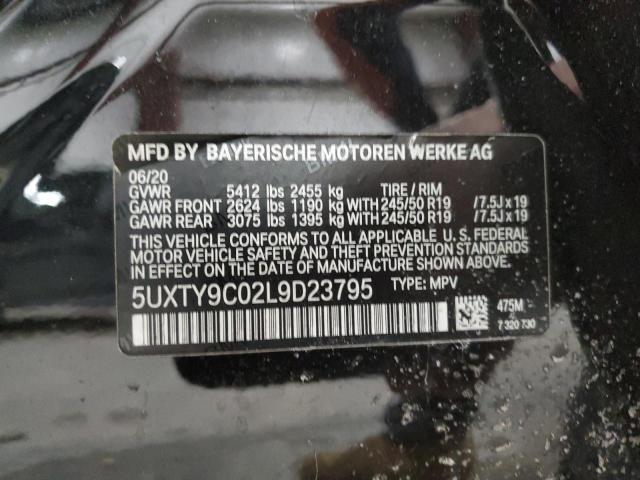 MFD BY BAYERISCHE MOTOREN WERKE AG
06/20
GVWR 5412 lbs 2455 kg TIRE / RIM
GAWR FRONT 2624 lbs 1190 kg WITH 245/50 R19 /7.5J x 19
GAWR REAR 3075 lbs 1395 kg WITH 245/50 R19 /7.5J x 19
THIS VEHICLE CONFORMS TO ALL APPLICABLE U. S. FEDERAL
MOTOR VEHICLE SAFETY AND THEFT PREVENTION STANDARDS
IN EFFECT ON THE DATE OF MANUFACTURE SHOWN ABOVE.
5UXTY9C02L9D23795 TYPE: MPV
475M
7 320 730